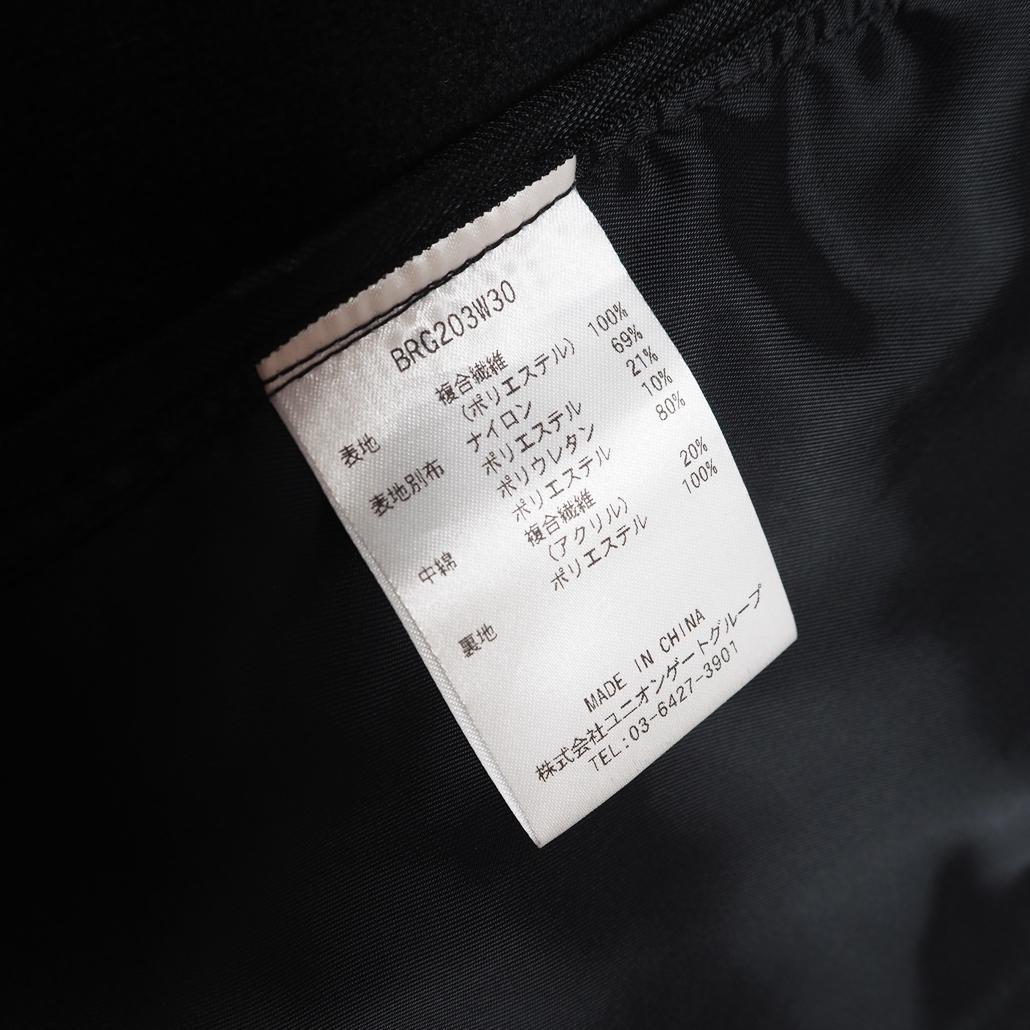 BRG203W30
表地 複合繊維
(ポリエステル) 100%
表地別布 ナイロン 69%
ポリエステル 21%
ポリウレタン 10%
中綿 ポリエステル 80%
複合繊維
(アクリル) 20%
裏地 ポリエステル 100%
MADE IN CHINA
株式会社ユニオンゲートグループ
TEL:03-6427-3901